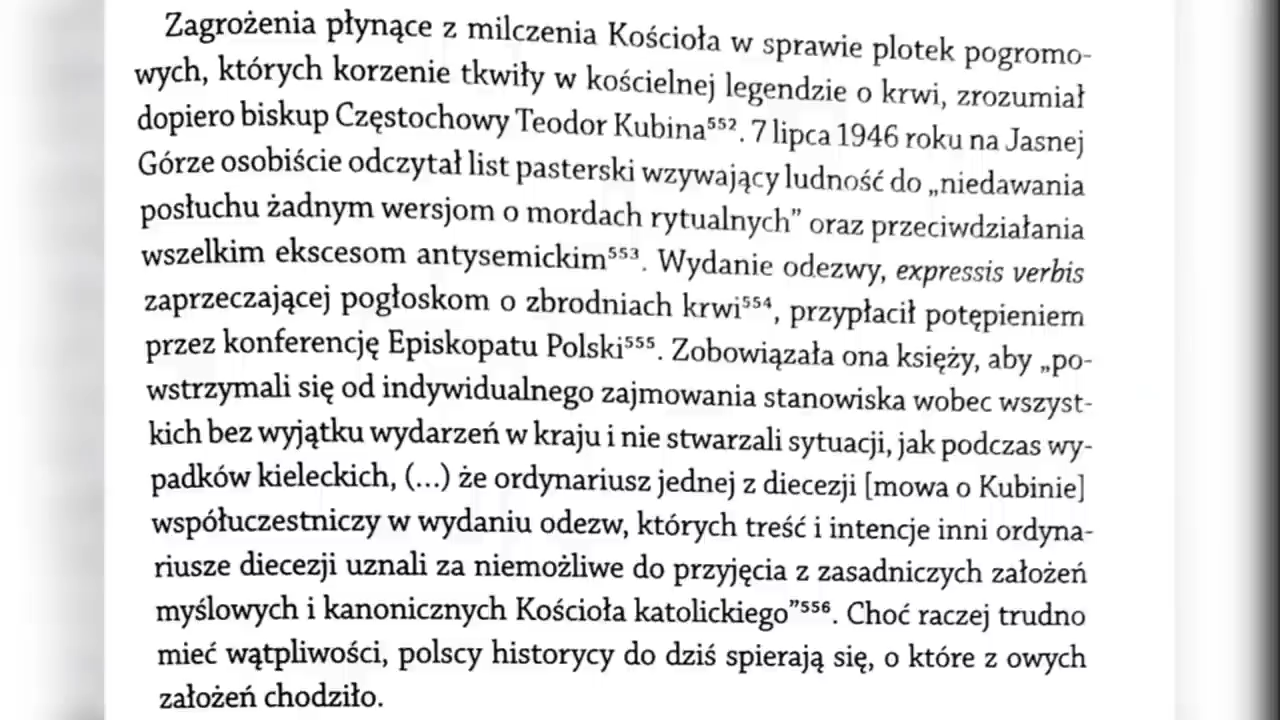 Zagrożenia płynące z milczenia Kościoła w sprawie plotek pogromo-
wych, których korzenie tkwiły w kościelnej legendzie o krwi, zrozumiał
dopiero biskup Częstochowy Teodor Kubina⁵⁵². 7 lipca 1946 roku na Jasnej
Górze osobiście odczytał list pasterski wzywający ludność do „niedawania
posłuchu żadnym wersjom o mordach rytualnych” oraz przeciwdziałania
wszelkim ekscesom antysemickim⁵⁵³. Wydanie odezwy, expressis verbis
zaprzeczającej pogłoskom o zbrodniach krwi⁵⁵⁴, przypłacił potępieniem
przez konferencję Episkopatu Polski⁵⁵⁵. Zobowiązała ona księży, aby „po-
wstrzymali się od indywidualnego zajmowania stanowiska wobec wszyst-
kich bez wyjątku wydarzeń w kraju i nie stwarzali sytuacji, jak podczas wy-
padków kieleckich, (...) że ordynariusz jednej z diecezji [mowa o Kubinie]
współuczestniczy w wydaniu odezw, których treść i intencje inni ordyna-
riusze diecezji uznali za niemożliwe do przyjęcia z zasadniczych założeń
myślowych i kanonicznych Kościoła katolickiego”⁵⁵⁶. Choć raczej trudno
mieć wątpliwości, polscy historycy do dziś spierają się, o które z owych
założeń chodziło.